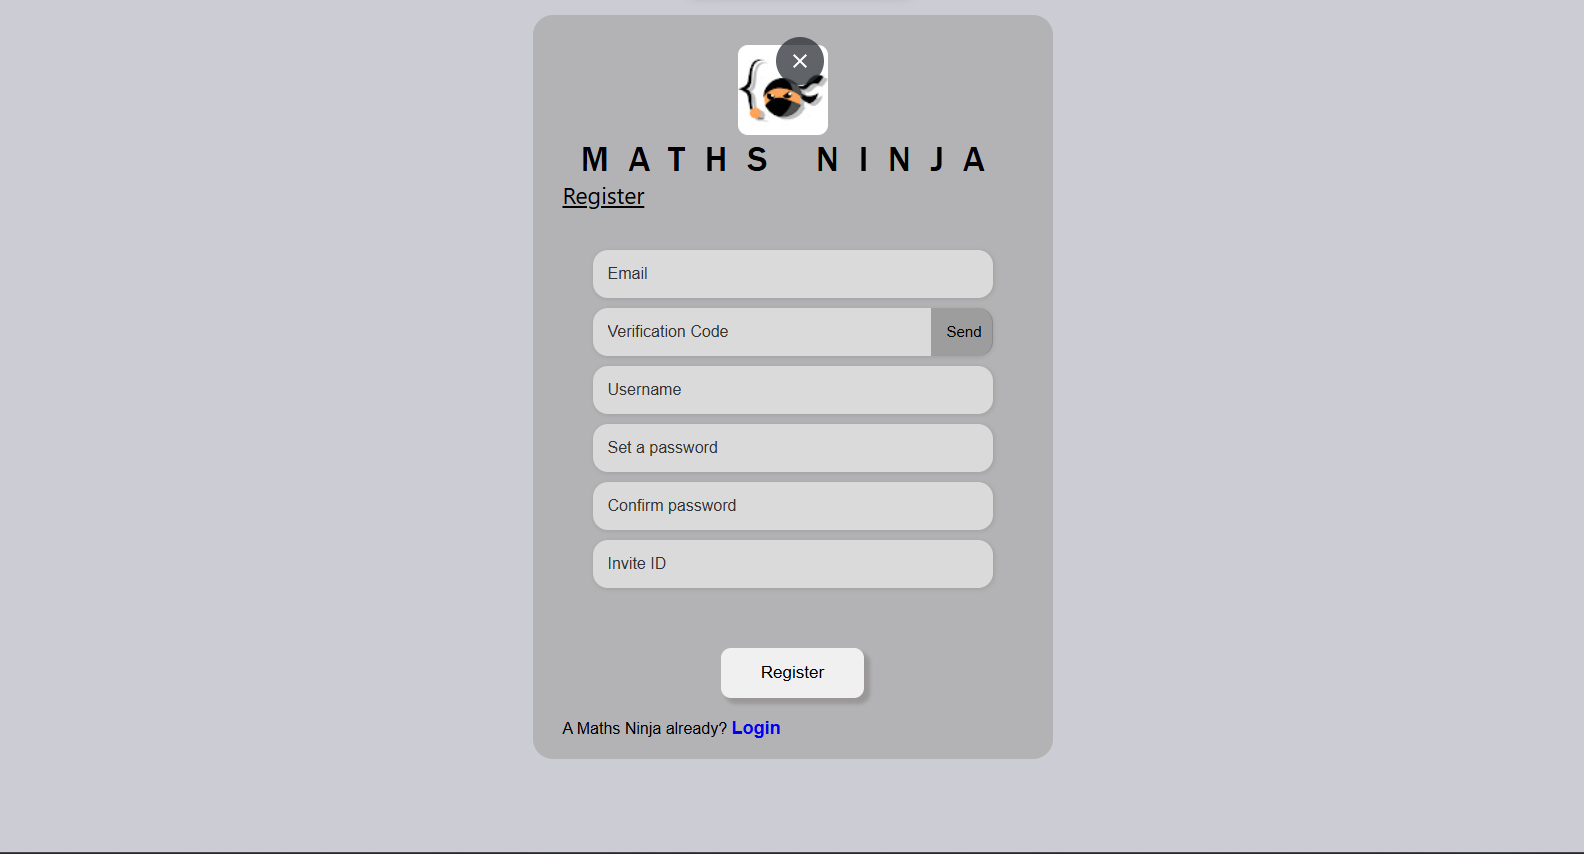 MATHS NINJA
Register
Email
Verification Code
Send
Username
Set a password
Confirm password
Invite ID
Register
A Maths Ninja already? Login